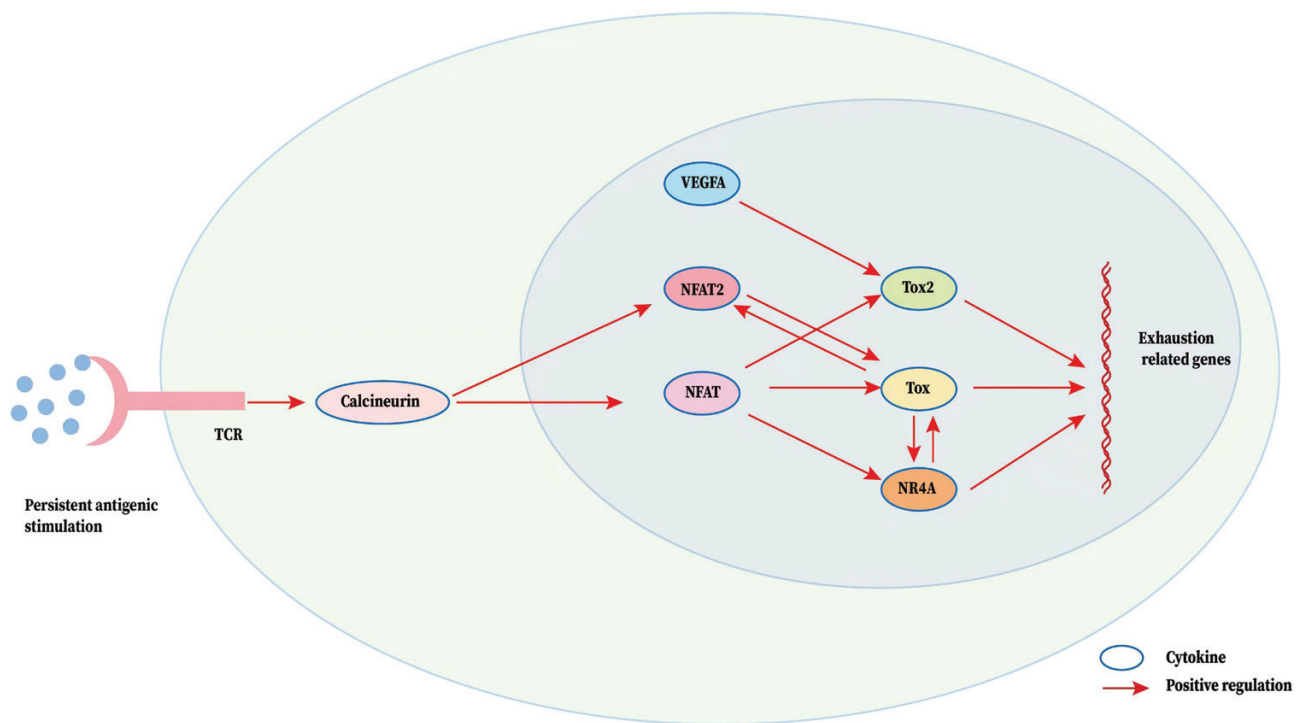 VEGFA
NFAT2
Tox2
Exhaustion
related genes
Calcineurin
NFAT
Tox
TCR
NR4A
Persistent antigenic
stimulation
Cytokine
Positive regulation